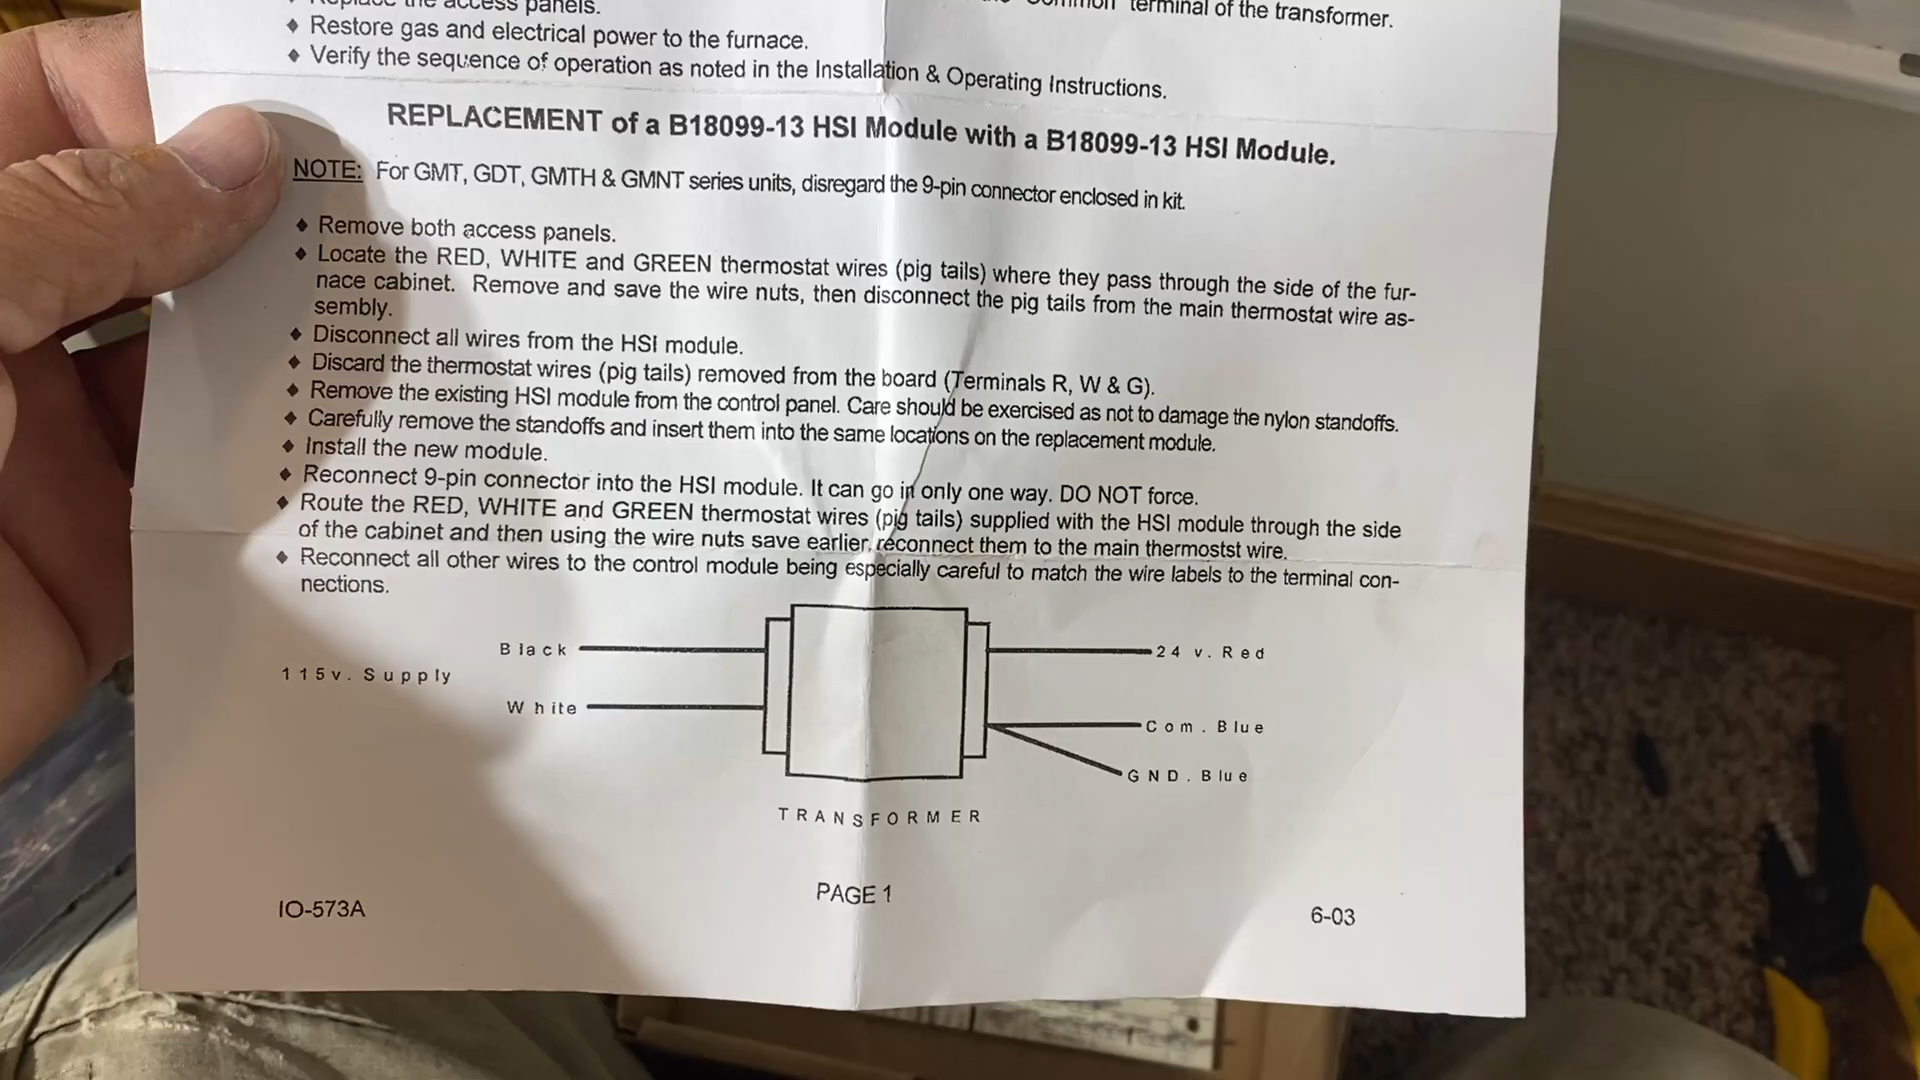 Replace the access panels.
"Common" terminal of the transformer.
♦ Restore gas and electrical power to the furnace.
♦ Verify the sequence of operation as noted in the Installation & Operating Instructions.
REPLACEMENT of a B18099-13 HSI Module with a B18099-13 HSI Module.
NOTE: For GMT, GDT, GMTH & GMNT series units, disregard the 9-pin connector enclosed in kit.
♦ Remove both access panels.
♦ Locate the RED, WHITE and GREEN thermostat wires (pig tails) where they pass through the side of the fur-
nace cabinet. Remove and save the wire nuts, then disconnect the pig tails from the main thermostat wire as-
sembly.
♦ Disconnect all wires from the HSI module.
♦ Discard the thermostat wires (pig tails) removed from the board (Terminals R, W & G).
♦ Remove the existing HSI module from the control panel. Care should be exercised as not to damage the nylon standoffs.
♦ Carefully remove the standoffs and insert them into the same locations on the replacement module.
♦ Install the new module.
♦ Reconnect 9-pin connector into the HSI module. It can go in only one way. DO NOT force.
♦ Route the RED, WHITE and GREEN thermostat wires (pig tails) supplied with the HSI module through the side
of the cabinet and then using the wire nuts save earlier, reconnect them to the main thermostst wire.
♦ Reconnect all other wires to the control module being especially careful to match the wire labels to the terminal con-
nections.
Black
24 v. Red
115v. Supply
White
Com. Blue
GND. Blue
TRANSFORMER
PAGE 1
IO-573A
6-03